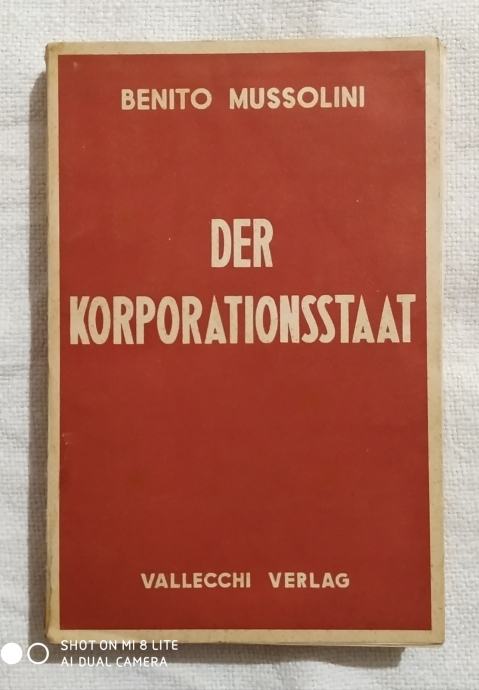 BENITO MUSSOLINI
DER
KORPORATIONSSTAAT
VALLECCHI VERLAG
SHOT ON MI 8 LITE
AI DUAL CAMERA